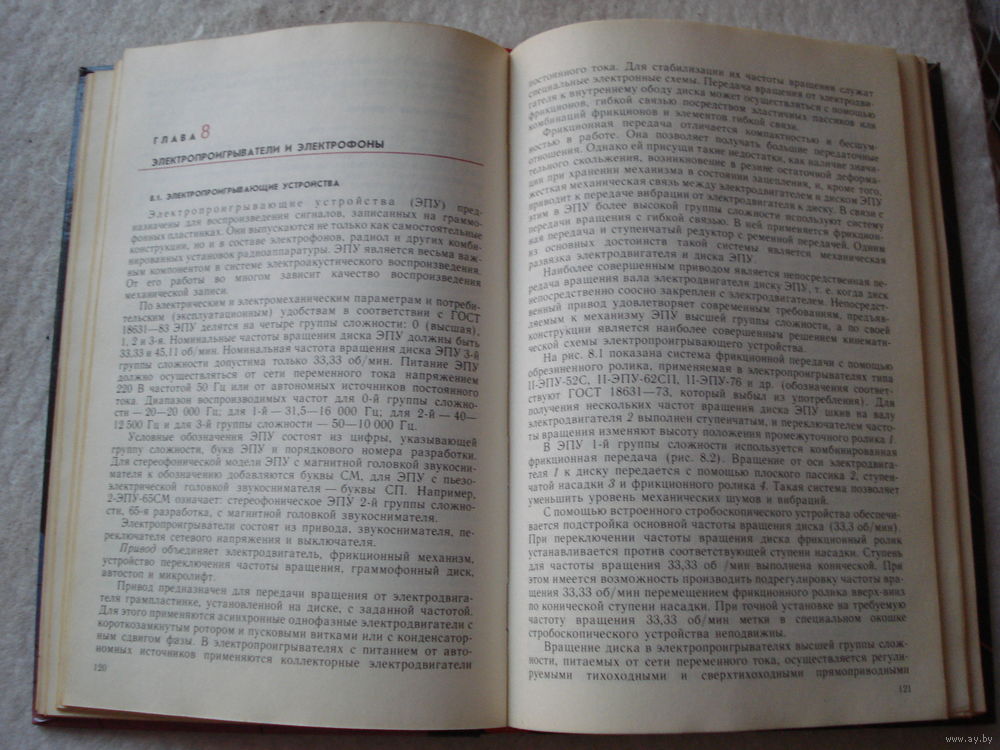 ГЛАВА 8
ЭЛЕКТРОПРОИГРЫВАТЕЛИ И ЭЛЕКТРОФОНЫ
8.1. ЭЛЕКТРОПРОИГРЫВАЮЩИЕ УСТРОЙСТВА
Электропроигрывающие устройства (ЭПУ) пред-
назначены для воспроизведения сигналов, записанных на граммо-
фонных пластинках. Они выпускаются не только как самостоятельные
конструкции, но и в составе электрофонов, радиол и других комби-
нированных установок радиоаппаратуры. ЭПУ является весьма важ-
ным компонентом в системе электроакустического воспроизведения.
От его работы во многом зависит качество воспроизведения
механической записи.
По электрическим и электромеханическим параметрам и потреби-
тельским (эксплуатационным) удобствам в соответствии с ГОСТ
18631—83 ЭПУ делятся на четыре группы сложности: 0 (высшая),
1, 2 и 3-я. Номинальные частоты вращения диска ЭПУ должны быть
33,33 и 45,11 об/мин. Номинальная частота вращения диска ЭПУ 3-й
группы сложности допустима только 33,33 об/мин. Питание ЭПУ
должно осуществляться от сети переменного тока напряжением
220 В частотой 50 Гц или от автономных источников постоянного
тока. Диапазон воспроизводимых частот для 0-й группы сложно-
сти — 20—20 000 Гц; для 1-й — 31,5—16 000 Гц; для 2-й — 40—
12 500 Гц и для 3-й группы сложности — 50—10 000 Гц.
Условные обозначения ЭПУ состоят из цифры, указывающей
группу сложности, букв ЭПУ и порядкового номера разработки.
Для стереофонической модели ЭПУ с магнитной головкой звукосни-
мателя к обозначению добавляются буквы СМ, для ЭПУ с пьезо-
электрической головкой звукоснимателя — буквы СП. Например,
2-ЭПУ-65СМ означает: стереофоническое ЭПУ 2-й группы сложно-
сти, 65-я разработка, с магнитной головкой звукоснимателя.
Электропроигрыватели состоят из привода, звукоснимателя, пе-
реключателя сетевого напряжения и выключателя.
Привод объединяет электродвигатель, фрикционный механизм,
устройство переключения частоты вращения, граммофонный диск,
автостоп и микролифт.
Привод предназначен для передачи вращения от электродвига-
теля грампластинке, установленной на диске, с заданной частотой.
Для этого применяются асинхронные однофазные электродвигатели с
короткозамкнутым ротором и пусковыми витками или с конденсатор-
ным сдвигом фазы. В электропроигрывателях с питанием от авто-
номных источников применяются коллекторные электродвигатели
120
постоянного тока. Для стабилизации их частоты вращения служат
специальные электронные схемы. Передача вращения от электродви-
гателя к внутреннему ободу диска может осуществляться с помощью
фрикционов, гибкой связью посредством эластичных пассиков или
комбинаций фрикционов и элементов гибкой связи.
Фрикционная передача отличается компактностью и бесшум-
ностью в работе. Она позволяет получать большие передаточные
отношения. Однако ей присущи такие недостатки, как наличие значи-
тельного скольжения, возникновение в резине остаточной деформа-
ции при хранении механизма в состоянии зацепления, и, кроме того,
жесткая механическая связь между электродвигателем и диском ЭПУ
приводит к передаче вибрации от электродвигателя к диску. В связи с
этим в ЭПУ более высокой группы сложности используют систему
передачи вращения с гибкой связью. В ней применяется фрикцион-
ная передача и ступенчатый редуктор с ременной передачей. Одним
из основных достоинств такой системы является механическая
развязка электродвигателя и диска ЭПУ.
Наиболее совершенным приводом является непосредственная пе-
редача вращения вала электродвигателя диску ЭПУ, т. е. когда диск
непосредственно соосно закреплен с электродвигателем. Непосредст-
венный привод удовлетворяет современным требованиям, предъяв-
ляемым к механизму ЭПУ высшей группы сложности, а по своей
конструкции является наиболее совершенным решением кинемати-
ческой схемы электропроигрывающего устройства.
На рис. 8.1 показана система фрикционной передачи с помощью
обрезиненного ролика, применяемая в электропроигрывателях типа
II-ЭПУ-52С, II-ЭПУ-62СП, II-ЭПУ-76 и др. (обозначения соответ-
ствуют ГОСТ 18631—73, который выбыл из употребления). Для
получения нескольких частот вращения диска ЭПУ шкив на валу
электродвигателя 2 выполнен ступенчатым, и переключателем часто-
ты вращения изменяют высоту положения промежуточного ролика 1.
В ЭПУ 1-й группы сложности используется комбинированная
фрикционная передача (рис. 8.2). Вращение от оси электродвига-
теля 1 к диску передается с помощью плоского пассика 2, ступен-
чатой насадки 3 и фрикционного ролика 4. Такая система позволяет
уменьшить уровень механических шумов и вибраций.
С помощью встроенного стробоскопического устройства обеспечи-
вается подстройка основной частоты вращения диска (33,3 об/мин).
При переключении частоты вращения диска фрикционный ролик
устанавливается против соответствующей ступени насадки. Ступень
для частоты вращения 33,33 об /мин выполнена конической. При
этом имеется возможность производить подрегулировку частоты вра-
щения 33,33 об/мин перемещением фрикционного ролика вверх-вниз
по конической ступени насадки. При точной установке на требуемую
частоту вращения 33,33 об/мин метки в специальном окошке
стробоскопического устройства неподвижны.
Вращение диска в электропроигрывателях высшей группы слож-
ности, питаемых от сети переменного тока, осуществляется регули-
руемыми тихоходными и сверхтихоходными прямоприводными
121
www.ay.by